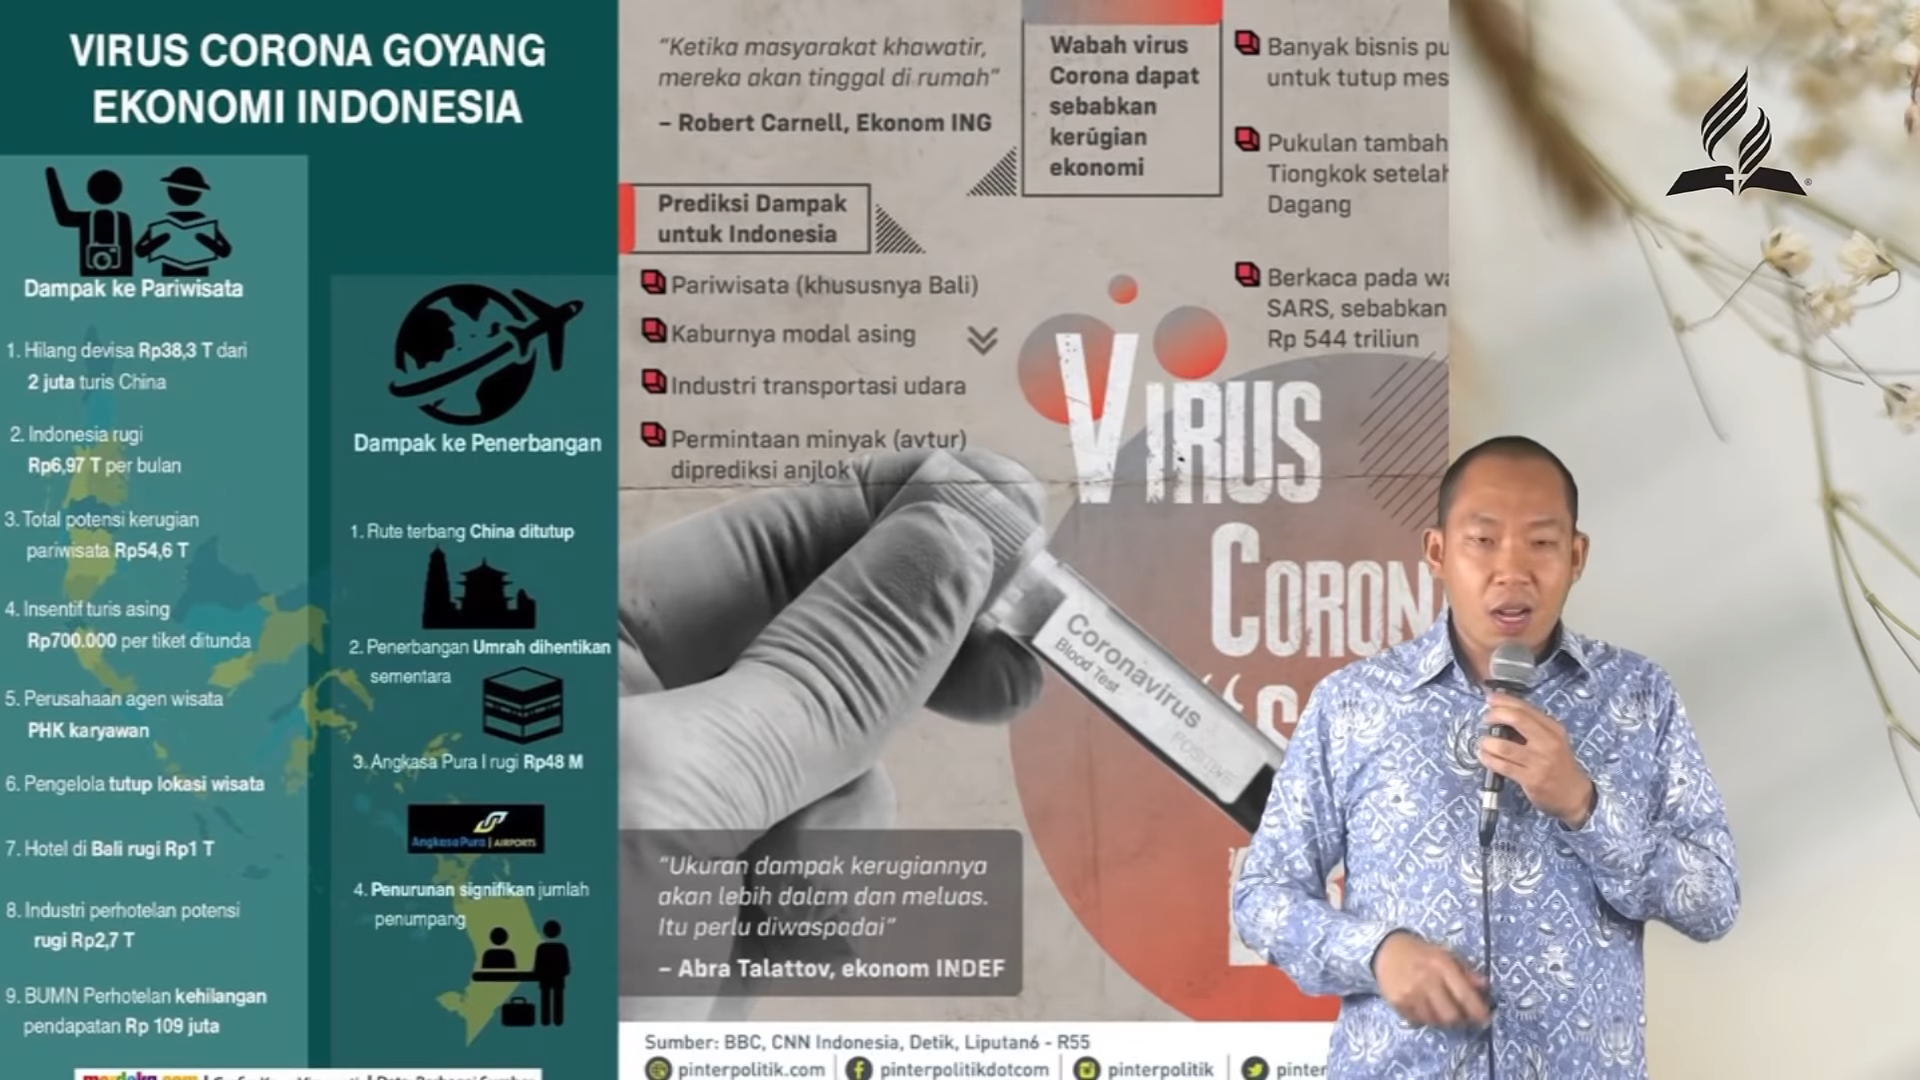 VIRUS CORONA GOYANG
EKONOMI INDONESIA
Dampak ke Pariwisata
1. Hilang devisa Rp38,3 T dari
2 juta turis China
2. Indonesia rugi
Rp6,97 T per bulan
3. Total potensi kerugian
pariwisata Rp54,6 T
4. Insentif turis asing
Rp700.000 per tiket ditunda
5. Perusahaan agen wisata
PHK karyawan
6. Pengelola tutup lokasi wisata
7. Hotel di Bali rugi Rp1 T
8. Industri perhotelan potensi
rugi Rp2,7 T
9. BUMN Perhotelan kehilangan
pendapatan Rp 109 juta
Dampak ke Penerbangan
1. Rute terbang China ditutup
2. Penerbangan Umrah dihentikan
sementara
3. Angkasa Pura I rugi Rp48 M
AngkasaPura | AIRPORTS
4. Penurunan signifikan jumlah
penumpang
“Ketika masyarakat khawatir,
mereka akan tinggal di rumah”
– Robert Carnell, Ekonom ING
Prediksi Dampak
untuk Indonesia
Pariwisata (khususnya Bali)
Kaburnya modal asing
Industri transportasi udara
Permintaan minyak (avtur)
diprediksi anjlok
Wabah virus
Corona dapat
sebabkan
kerugian
ekonomi
Banyak bisnis pu
untuk tutup mes
Pukulan tambah
Tiongkok setelah
Dagang
Berkaca pada wa
SARS, sebabkan
Rp 544 triliun
VIRUS
CORON
Coronavirus
Blood Test
POSITIVE
“Ukuran dampak kerugiannya
akan lebih dalam dan meluas.
Itu perlu diwaspadai”
– Abra Talattov, ekonom INDEF
Sumber: BBC, CNN Indonesia, Detik, Liputan6 - R55
pinterpolitik.com pinterpolitikdotcom pinterpolitik pinter